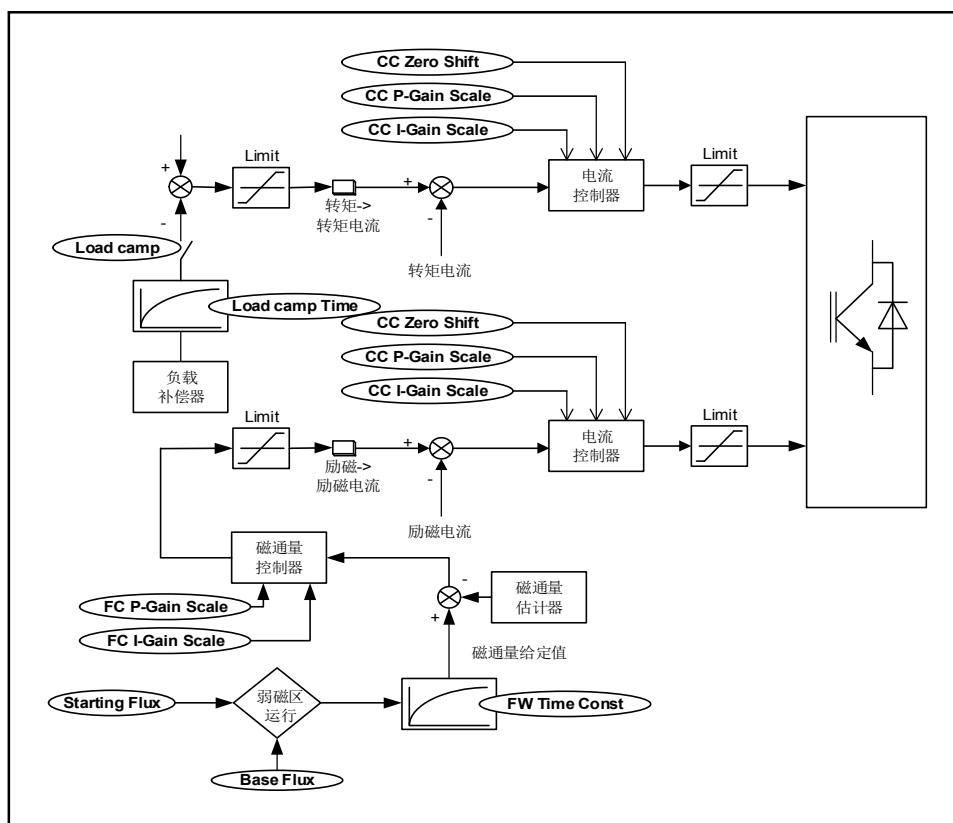 CC Zero Shift
CC P-Gain Scale
CC I-Gain Scale
Limit
Limit
+
电流
控制器
+
-
转矩->
转矩电流
-
Load camp
转矩电流
Load camp Time
CC Zero Shift
CC P-Gain Scale
负载
补偿器
CC I-Gain Scale
Limit
Limit
+
电流
控制器
励磁->
励磁电流
-
励磁电流
磁通量
控制器
-
磁通量
估计器
+
FC P-Gain Scale
FC I-Gain Scale
磁通量给定值
Starting Flux
弱磁区
运行
FW Time Const
Base Flux